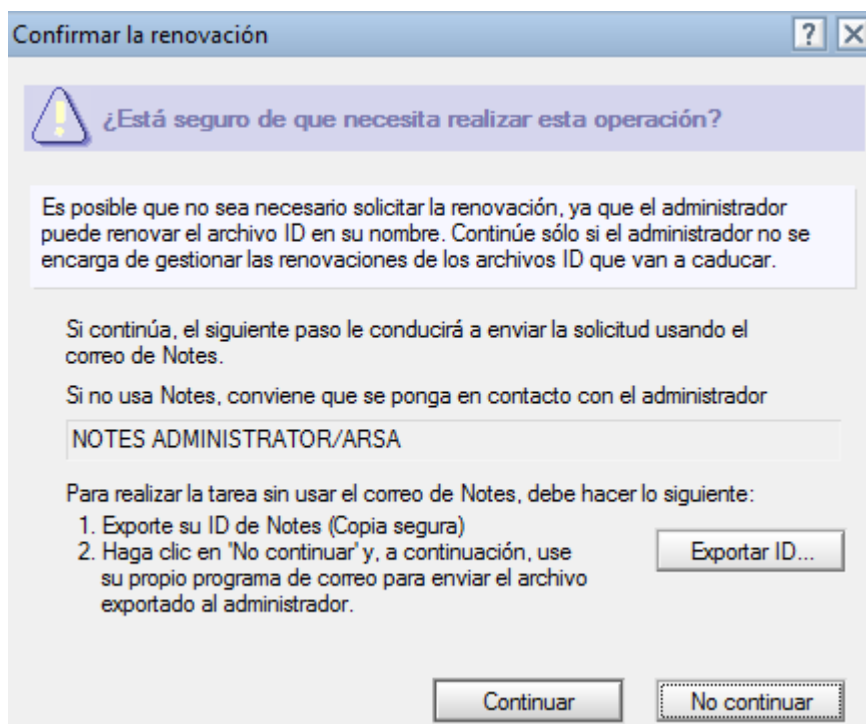 Confirmar la renovación
¿Está seguro de que necesita realizar esta operación?
Es posible que no sea necesario solicitar la renovación, ya que el administrador
puede renovar el archivo ID en su nombre. Continúe sólo si el administrador no se
encarga de gestionar las renovaciones de los archivos ID que van a caducar.
Si continúa, el siguiente paso le conducirá a enviar la solicitud usando el
correo de Notes.
Si no usa Notes, conviene que se ponga en contacto con el administrador
NOTES ADMINISTRATOR/ARSA
Para realizar la tarea sin usar el correo de Notes, debe hacer lo siguiente:
1. Exporte su ID de Notes (Copia segura)
2. Haga clic en "No continuar" y, a continuación, use
su propio programa de correo para enviar el archivo
exportado al administrador.
Exportar ID...
Continuar
No continuar